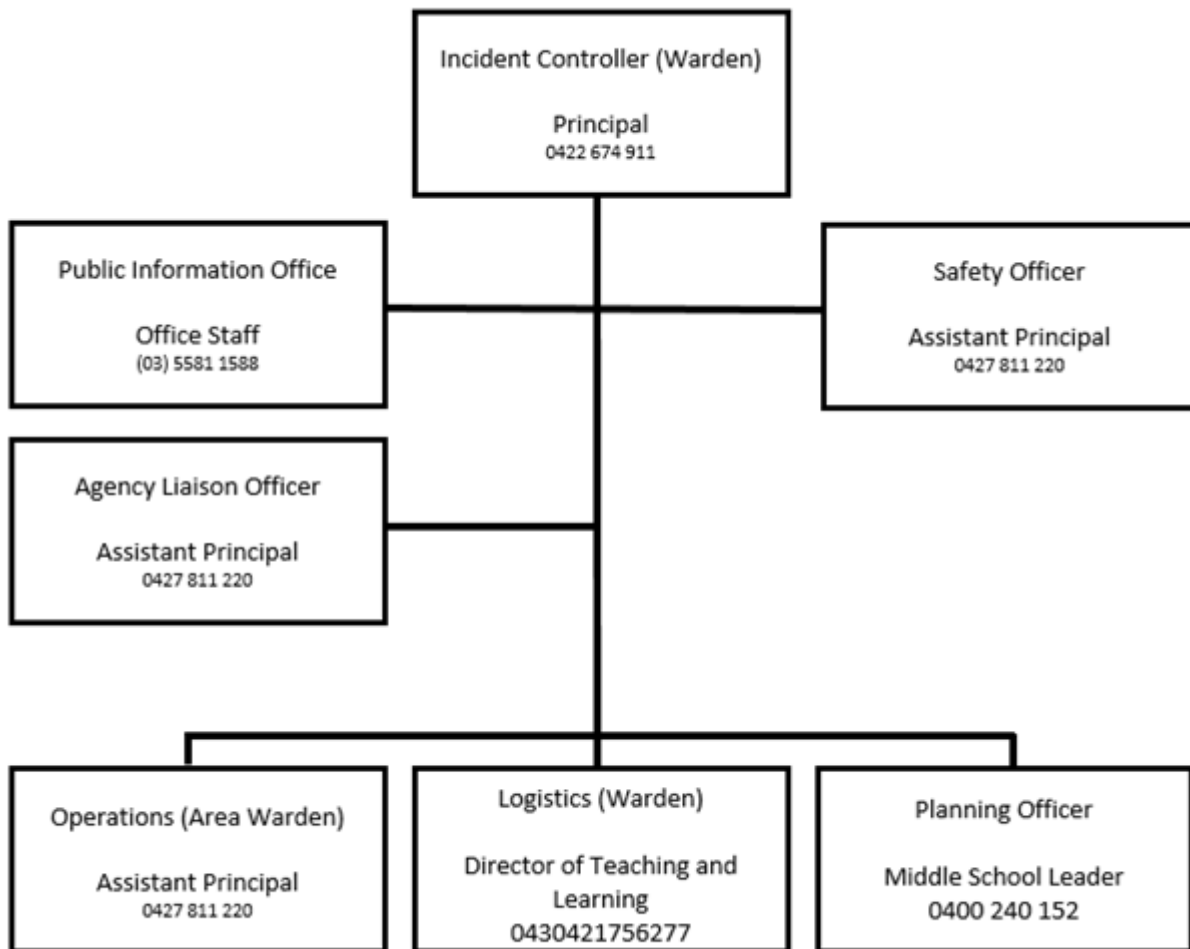 Incident Controller (Warden)
Principal
0422 674 911
Public Information Office
Office Staff
(03) 5581 1588
Safety Officer
Assistant Principal
0427 811 220
Agency Liaison Officer
Assistant Principal
0427 811 220
Operations (Area Warden)
Assistant Principal
0427 811 220
Logistics (Warden)
Director of Teaching and
Learning
0430421756277
Planning Officer
Middle School Leader
0400 240 152